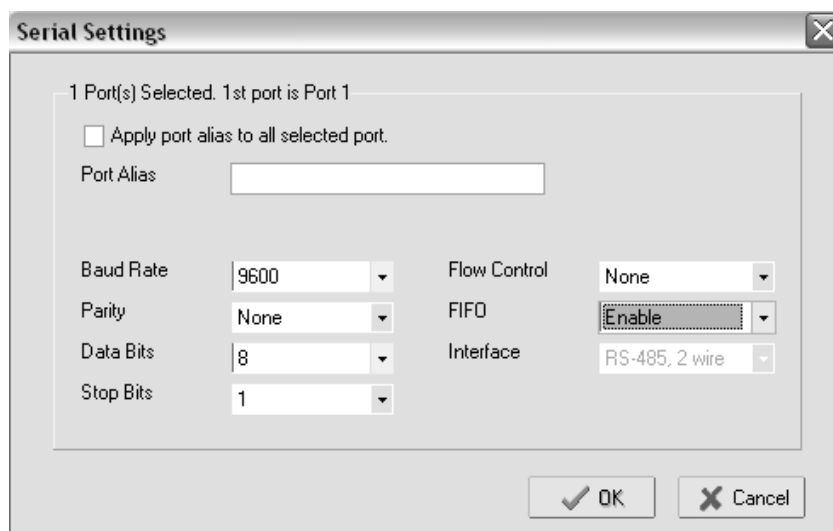 Serial Settings
1 Port(s) Selected. 1st port is Port 1
Apply port alias to all selected port.
Port Alias
Baud Rate 9600 Flow Control None
Parity None FIFO Enable
Data Bits 8 Interface RS-485, 2 wire
Stop Bits 1
OK Cancel